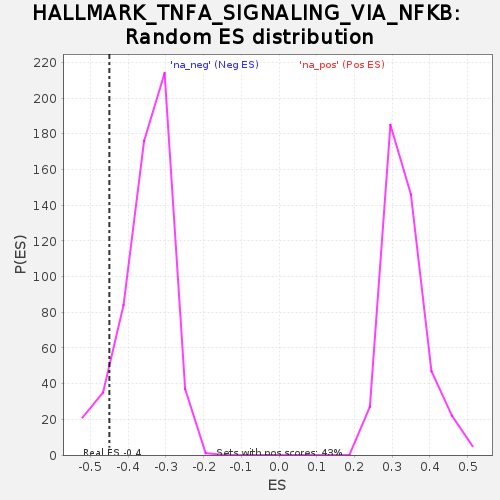 HALLMARK_TNFA_SIGNALING_VIA_NFKB:
Random ES distribution
'na_neg' (Neg ES)
'na_pos' (Pos ES)
220
200
180
160
140
120
100
80
60
40
20
0
P(ES)
Real ES -0.4
Sets with pos scores: 43%
-0.5
-0.4
-0.3
-0.2
-0.1
0.0
0.1
0.2
0.3
0.4
0.5
ES